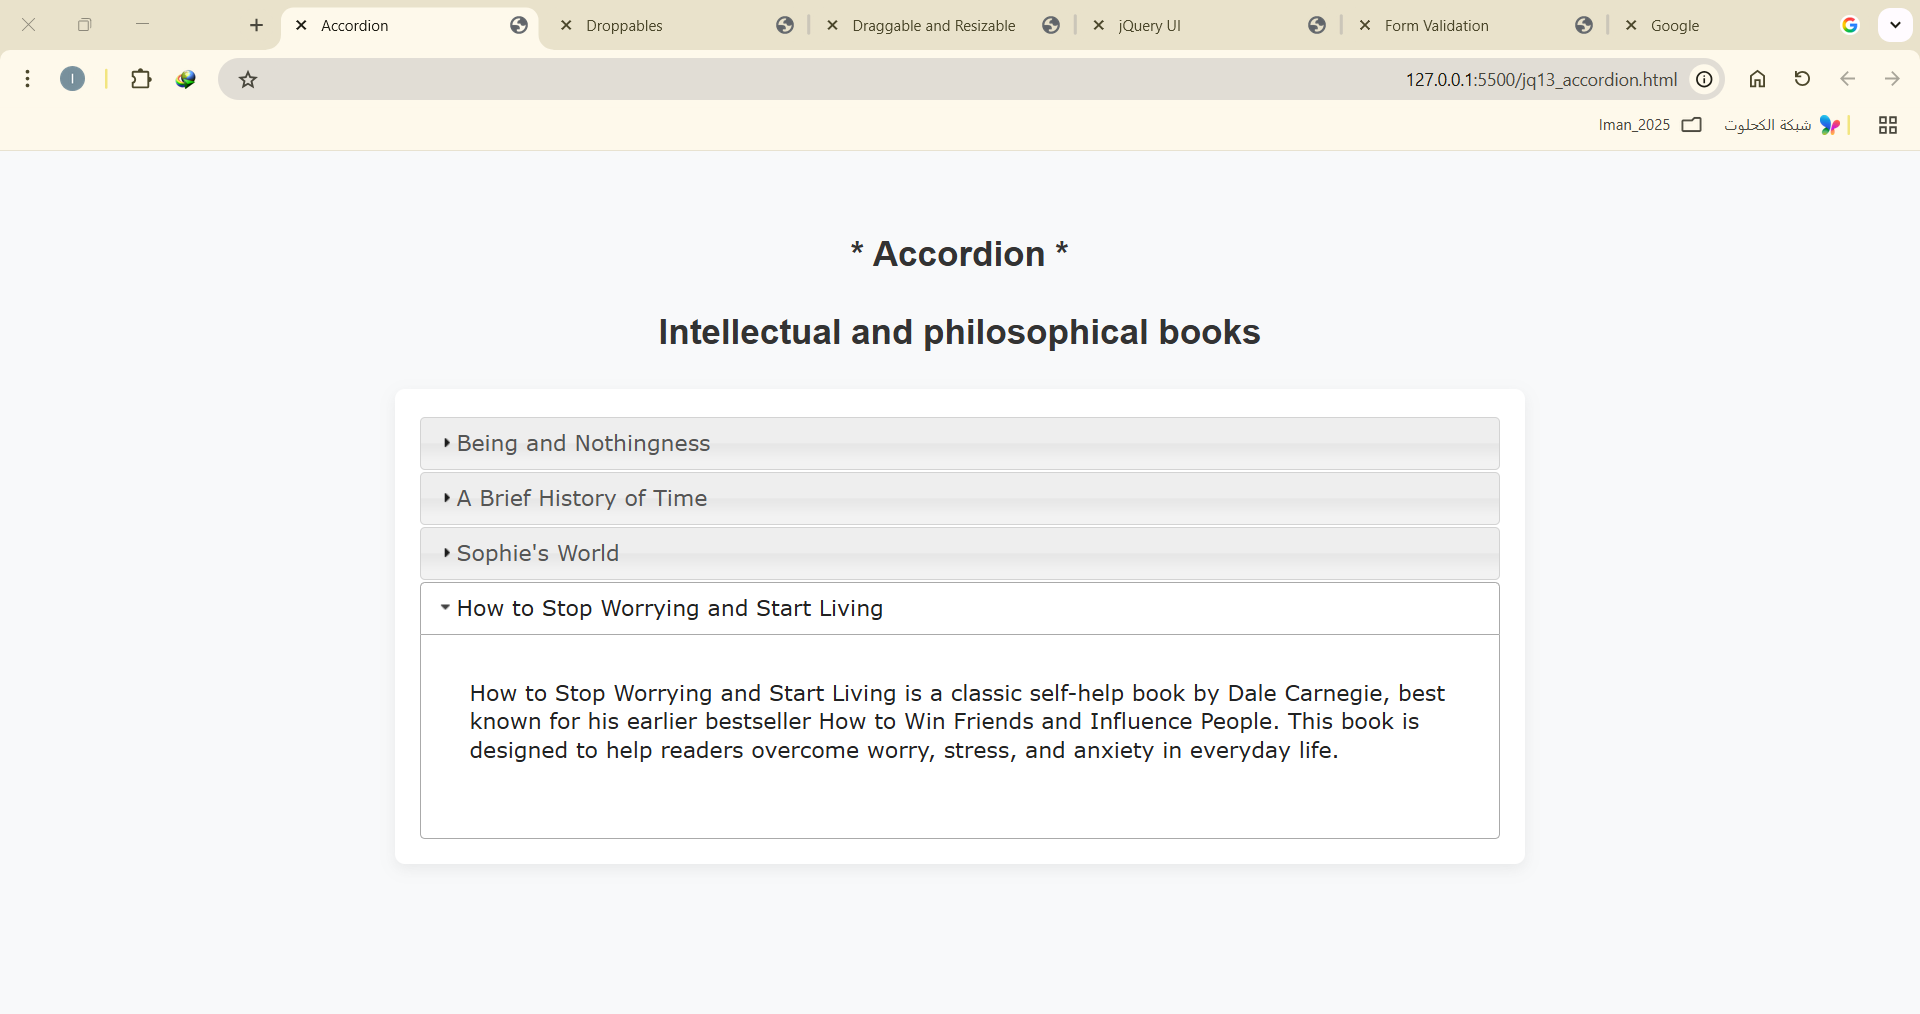 Accordion
Droppables
Draggable and Resizable
jQuery UI
Form Validation
Google
I
127.0.0.1:5500/jq13_accordion.html
Iman_2025
شبكة الكحلوت
* Accordion *
Intellectual and philosophical books
Being and Nothingness
A Brief History of Time
Sophie's World
How to Stop Worrying and Start Living
How to Stop Worrying and Start Living is a classic self-help book by Dale Carnegie, best
known for his earlier bestseller How to Win Friends and Influence People. This book is
designed to help readers overcome worry, stress, and anxiety in everyday life.